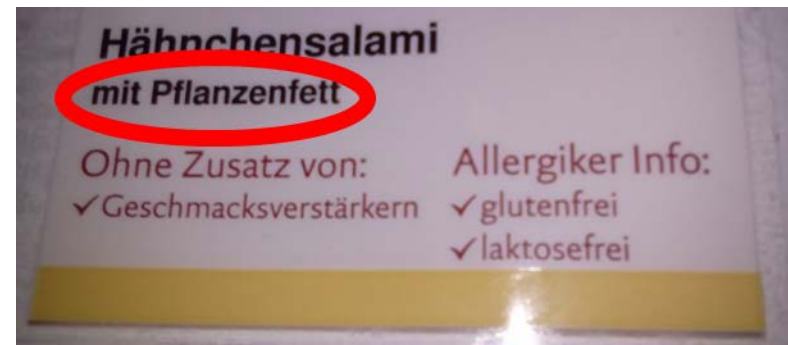 Hähnchensalami
mit Pflanzenfett
Ohne Zusatz von:
✓Geschmacksverstärkern
Allergiker Info:
✓glutenfrei
✓laktosefrei